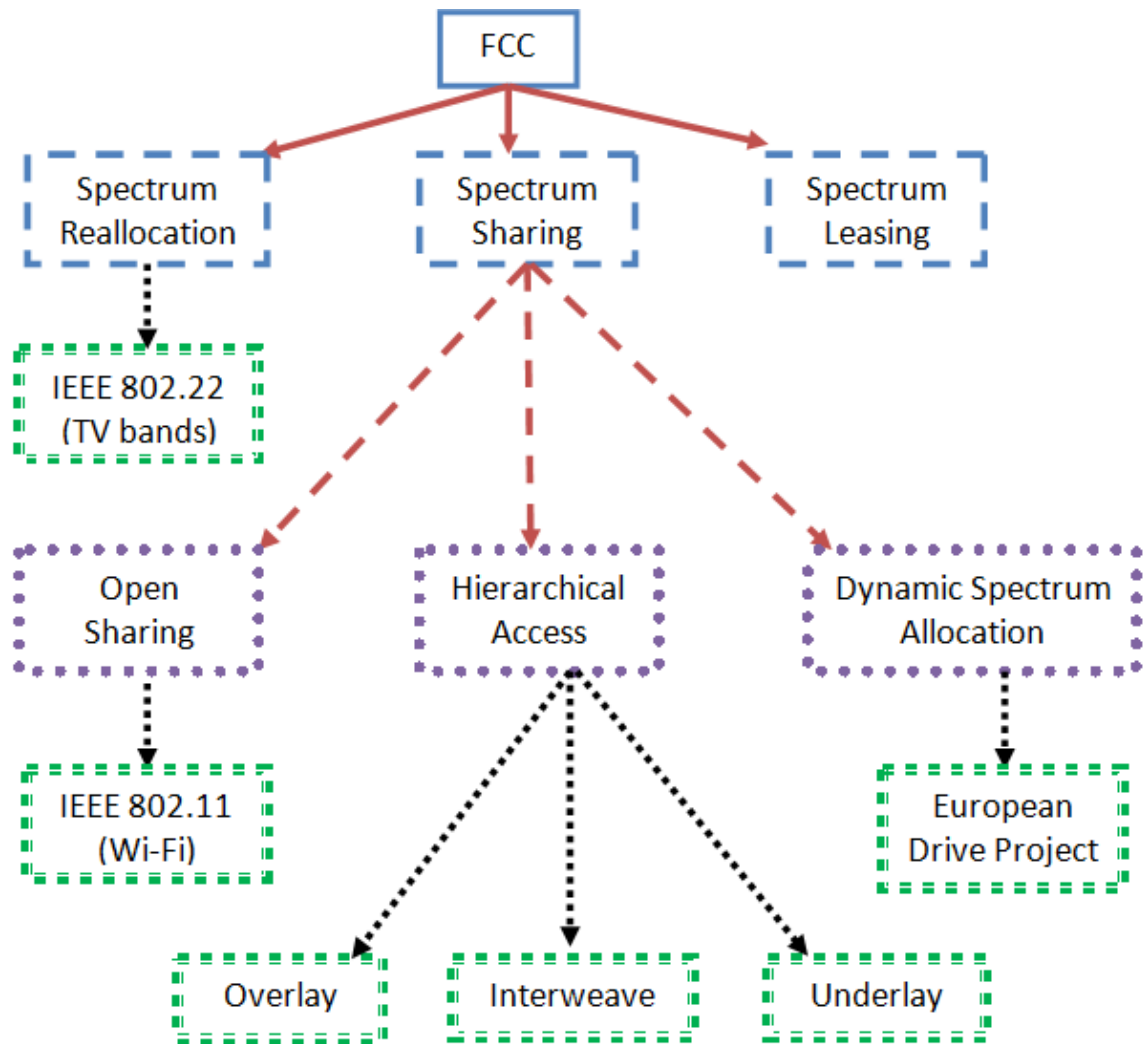 FCC
Spectrum
Reallocation
Spectrum
Sharing
Spectrum
Leasing
IEEE 802.22
(TV bands)
Open
Sharing
Hierarchical
Access
Dynamic Spectrum
Allocation
IEEE 802.11
(Wi-Fi)
European
Drive Project
Overlay
Interweave
Underlay